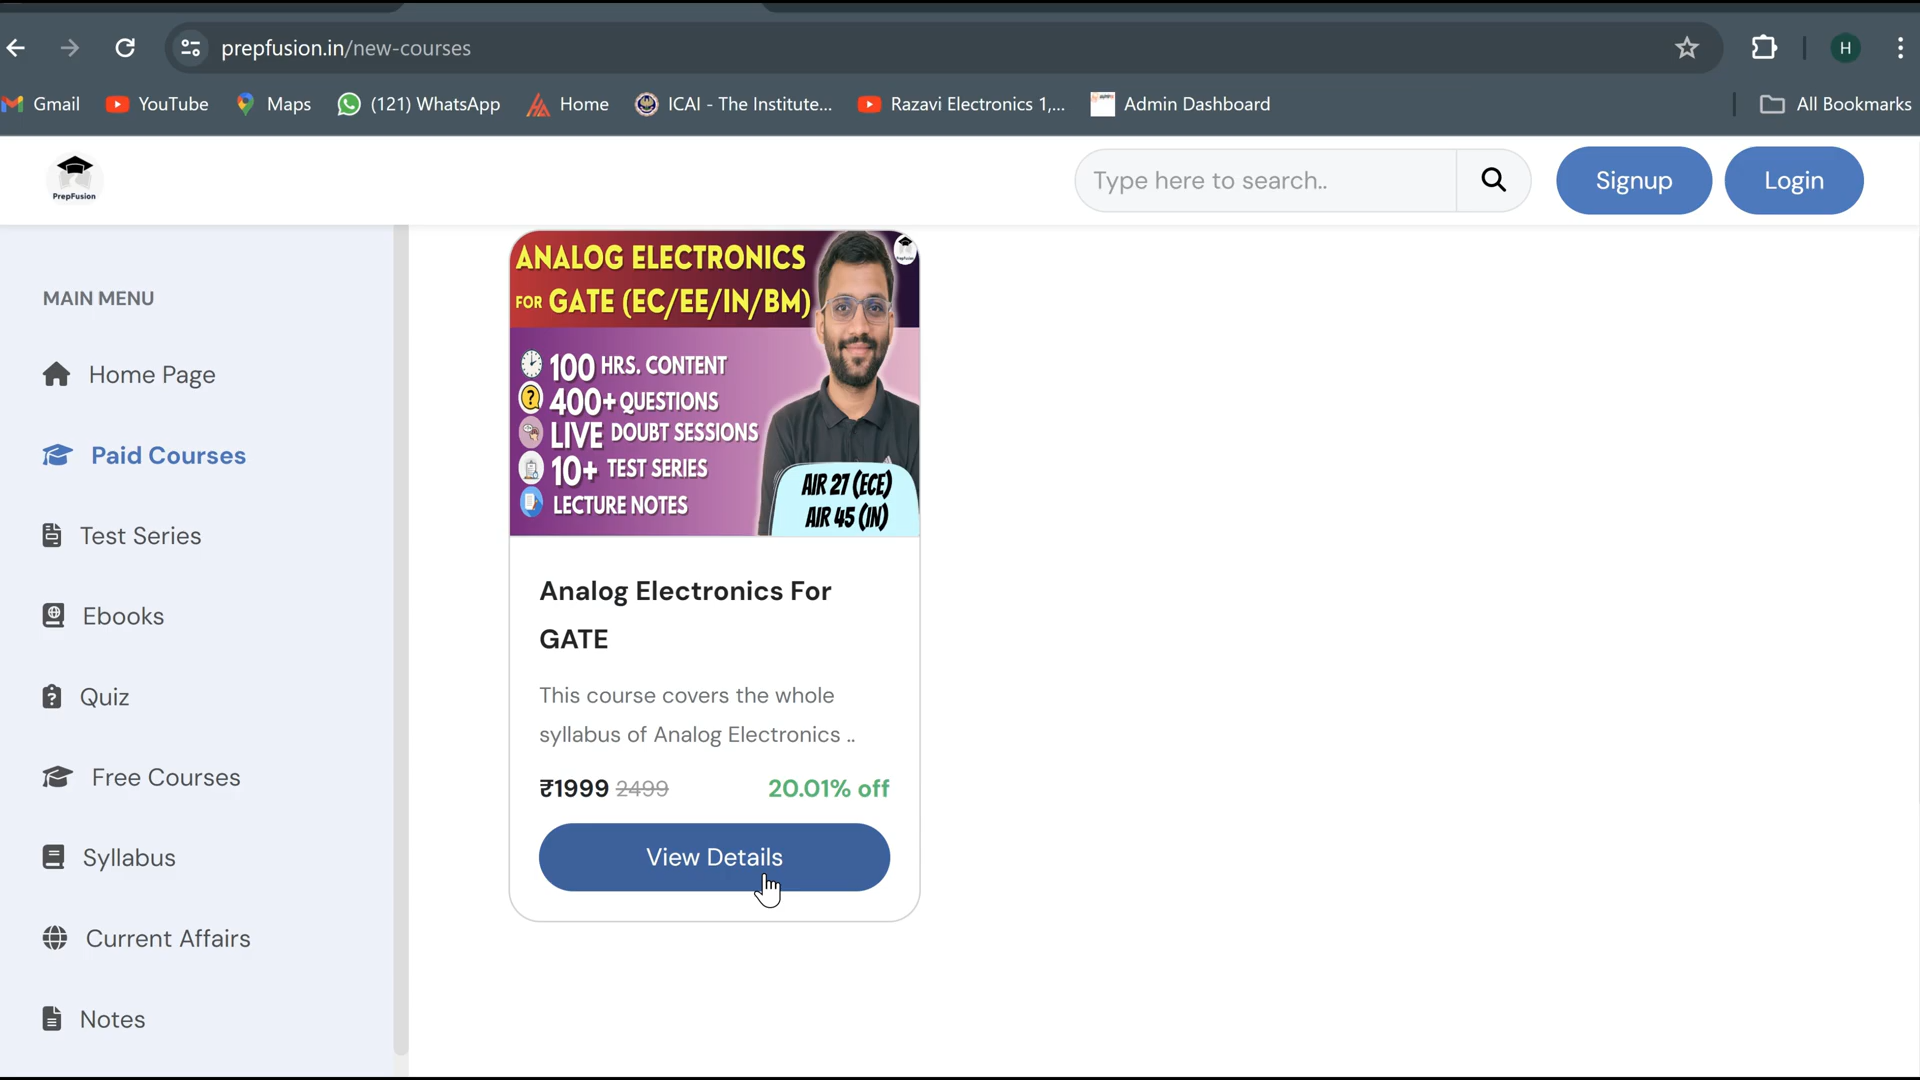 prepfusion.in/new-courses
H
Gmail
YouTube
Maps
(121) WhatsApp
Home
ICAI - The Institute...
Razavi Electronics 1,...
Admin Dashboard
All Bookmarks
PrepFusion
Type here to search..
Signup
Login
MAIN MENU
Home Page
Paid Courses
Test Series
Ebooks
Quiz
Free Courses
Syllabus
Current Affairs
Notes
ANALOG ELECTRONICS
FOR GATE (EC/EE/IN/BM)
100 HRS. CONTENT
400+ QUESTIONS
LIVE DOUBT SESSIONS
10+ TEST SERIES
LECTURE NOTES
AIR 27 (ECE)
AIR 45 (IN)
PrepFusion
Analog Electronics For
GATE
This course covers the whole
syllabus of Analog Electronics ..
₹1999 2499 20.01% off
View Details